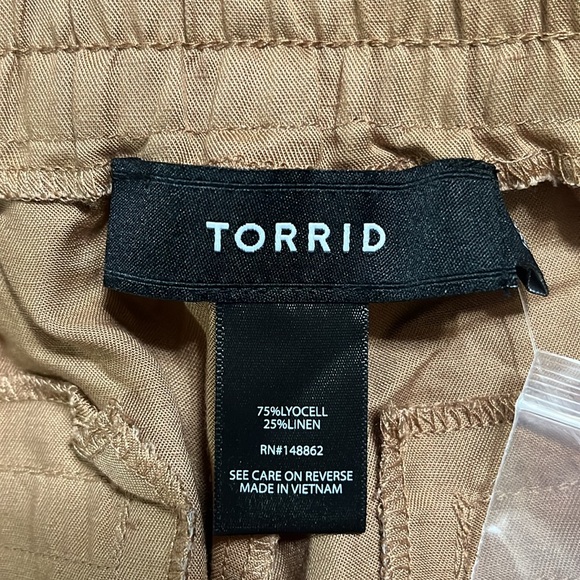 TORRID
75%LYOCELL
25%LINEN
RN#148862
SEE CARE ON REVERSE
MADE IN VIETNAM